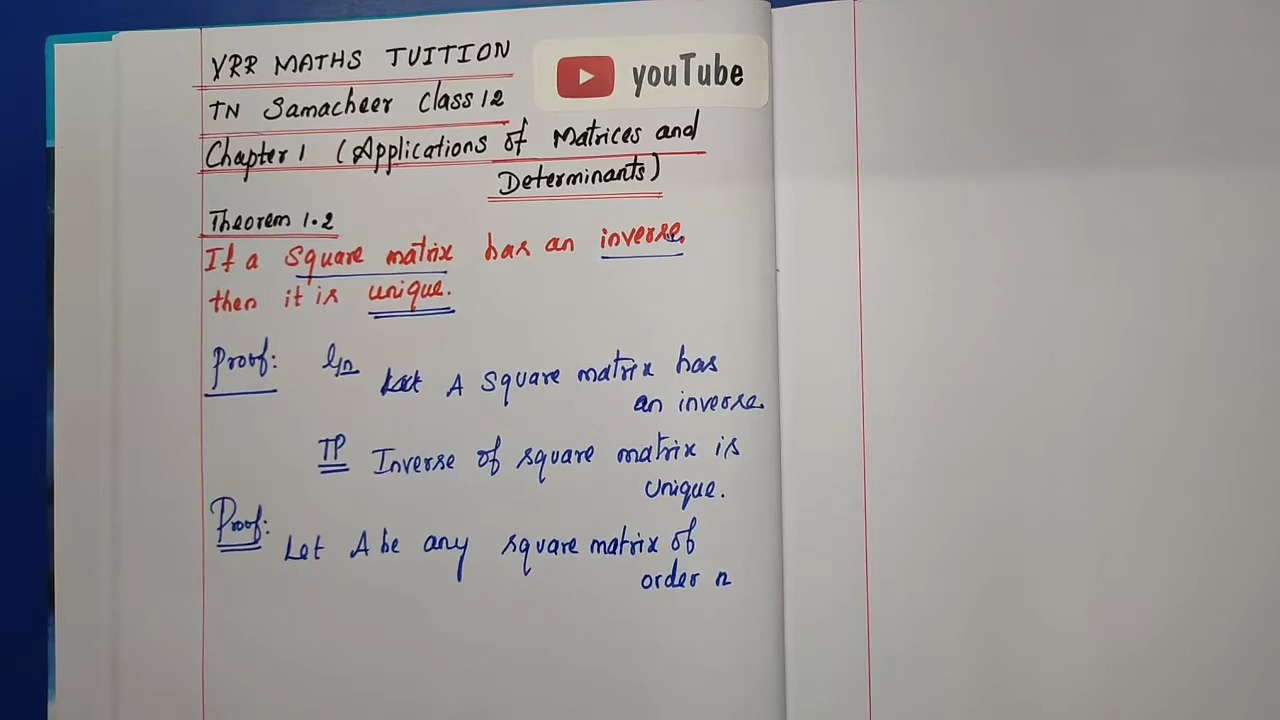 YRR MATHS TUITION
youTube
TN Samacheer Class 12
Chapter 1 (Applications of Matrices and
Determinants)
Theorem 1.2
If a square matrix has an inverse.
then it is unique.
Proof: Gn A square matrix has
an inverse.
TP Inverse of square matrix is
unique.
Proof:
Let A be any square matrix of
order n